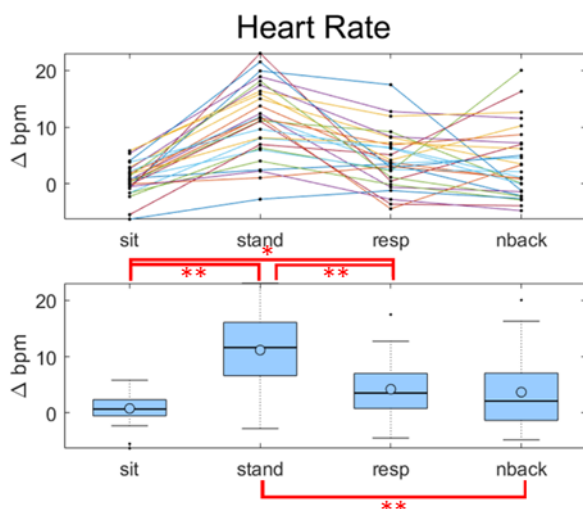 Heart Rate
Δ bpm
20
10
0
sit stand resp nback
*
** **
Δ bpm
20
10
0
sit stand resp nback
**